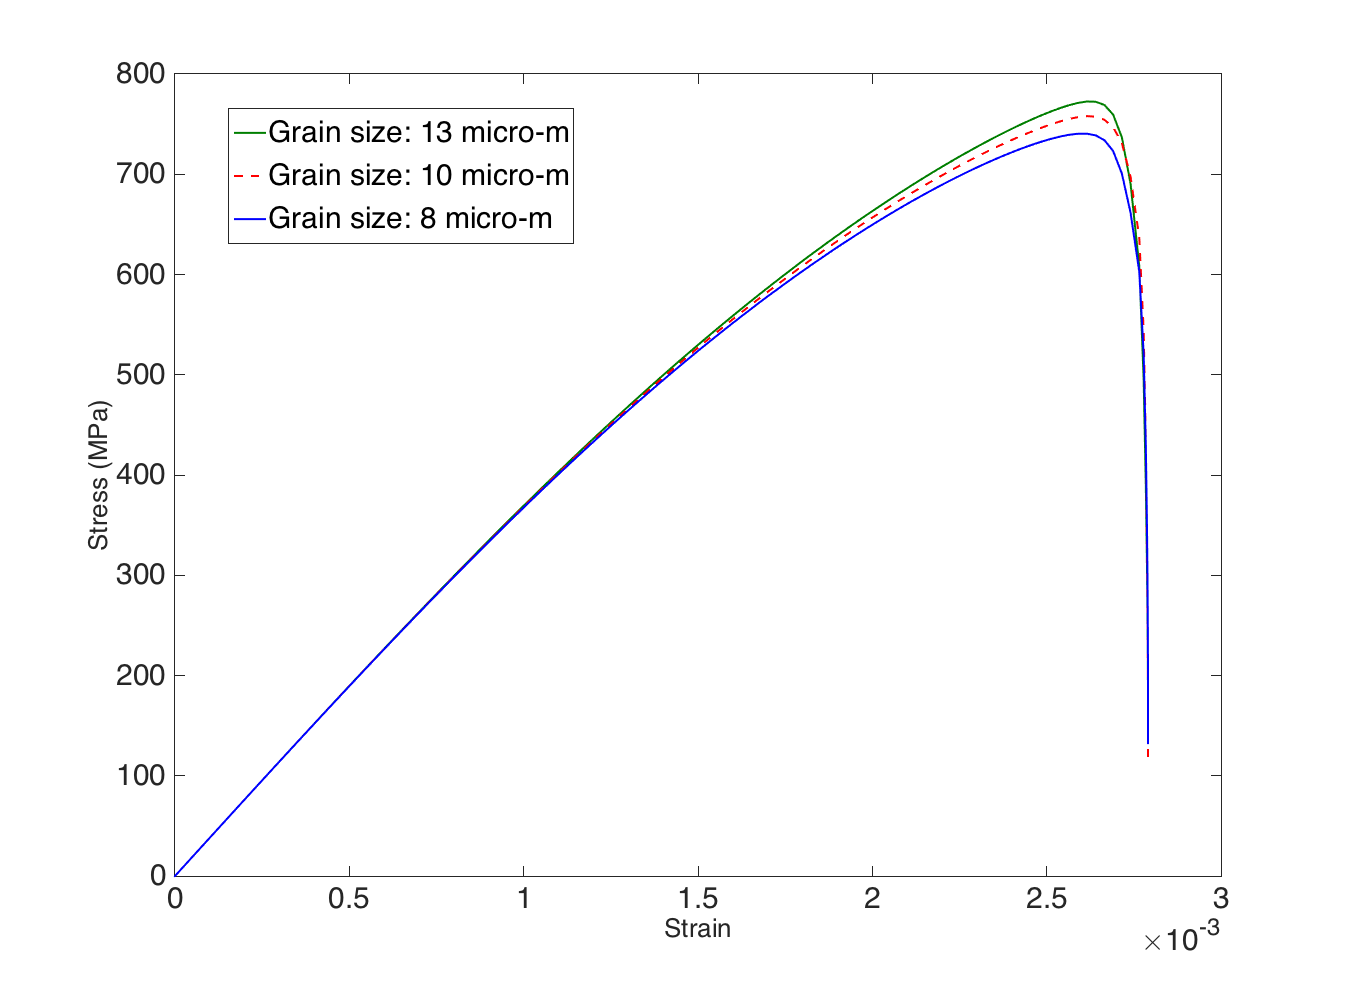 800
700
600
500
400
300
200
100
0
Stress (MPa)
Grain size: 13 micro-m
Grain size: 10 micro-m
Grain size: 8 micro-m
0 0.5 1 1.5 2 2.5 3
Strain
×10-3